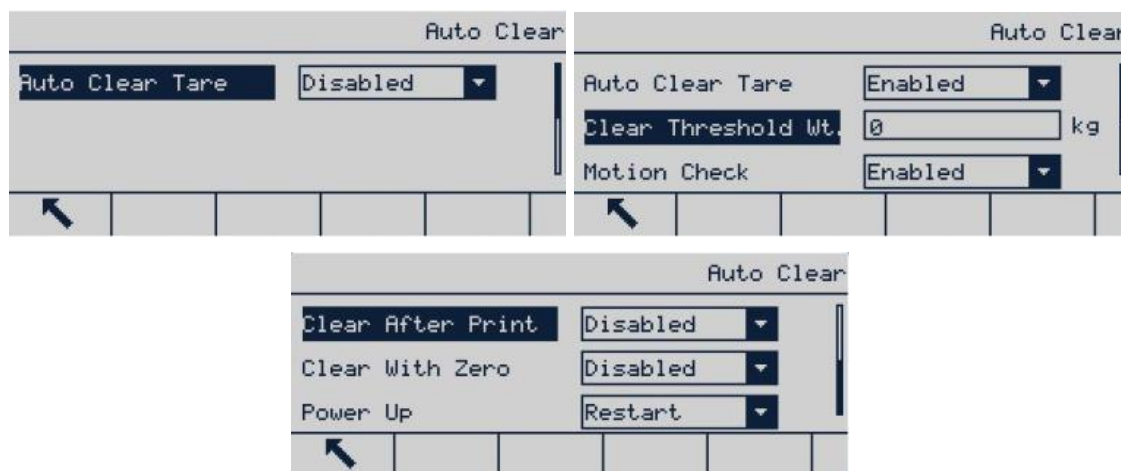 Auto Clear
Auto Clear Tare Disabled
Auto Clear
Auto Clear Tare Enabled
Clear Threshold Wt. 0 kg
Motion Check Enabled
Auto Clear
Clear After Print Disabled
Clear With Zero Disabled
Power Up Restart